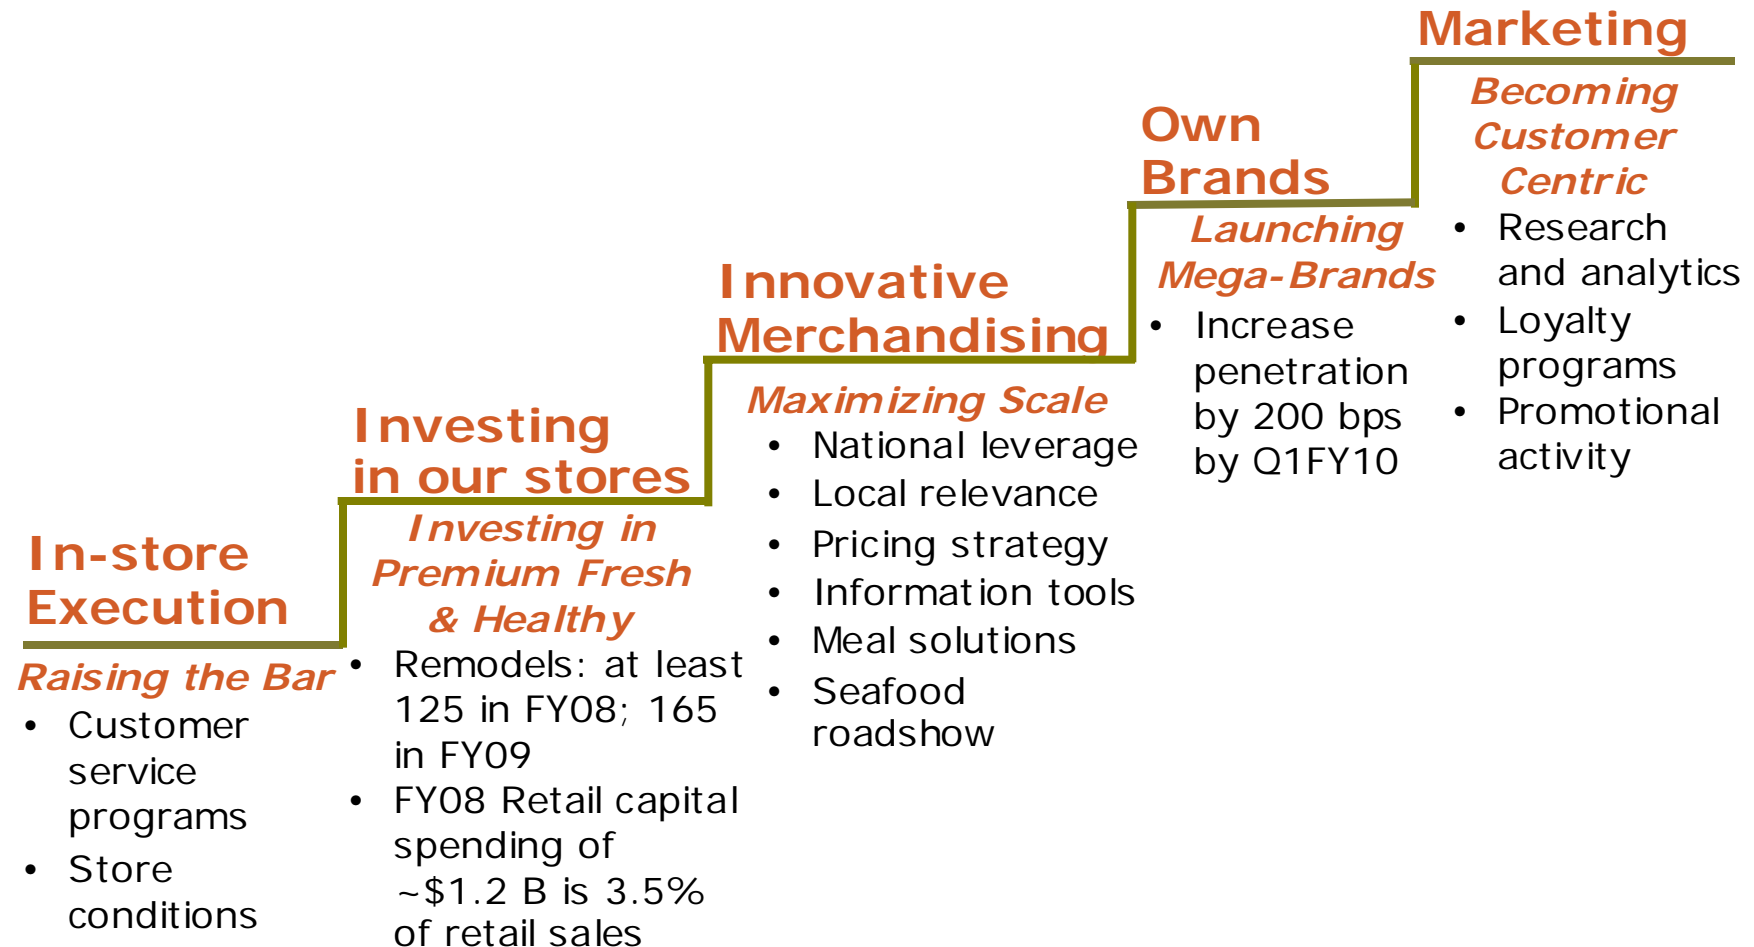 In-store
Execution
Raising the Bar
• Customer
service
programs
• Store
conditions
Investing
in our stores
Investing in
Premium Fresh
& Healthy
• Remodels: at least
125 in FY08; 165
in FY09
• FY08 Retail capital
spending of
~$1.2 B is 3.5%
of retail sales
Innovative
Merchandising
Maximizing Scale
• National leverage
• Local relevance
• Pricing strategy
• Information tools
• Meal solutions
• Seafood
roadshow
Own
Brands
Launching
Mega-Brands
• Increase
penetration
by 200 bps
by Q1FY10
Marketing
Becoming
Customer
Centric
• Research
and analytics
• Loyalty
programs
• Promotional
activity